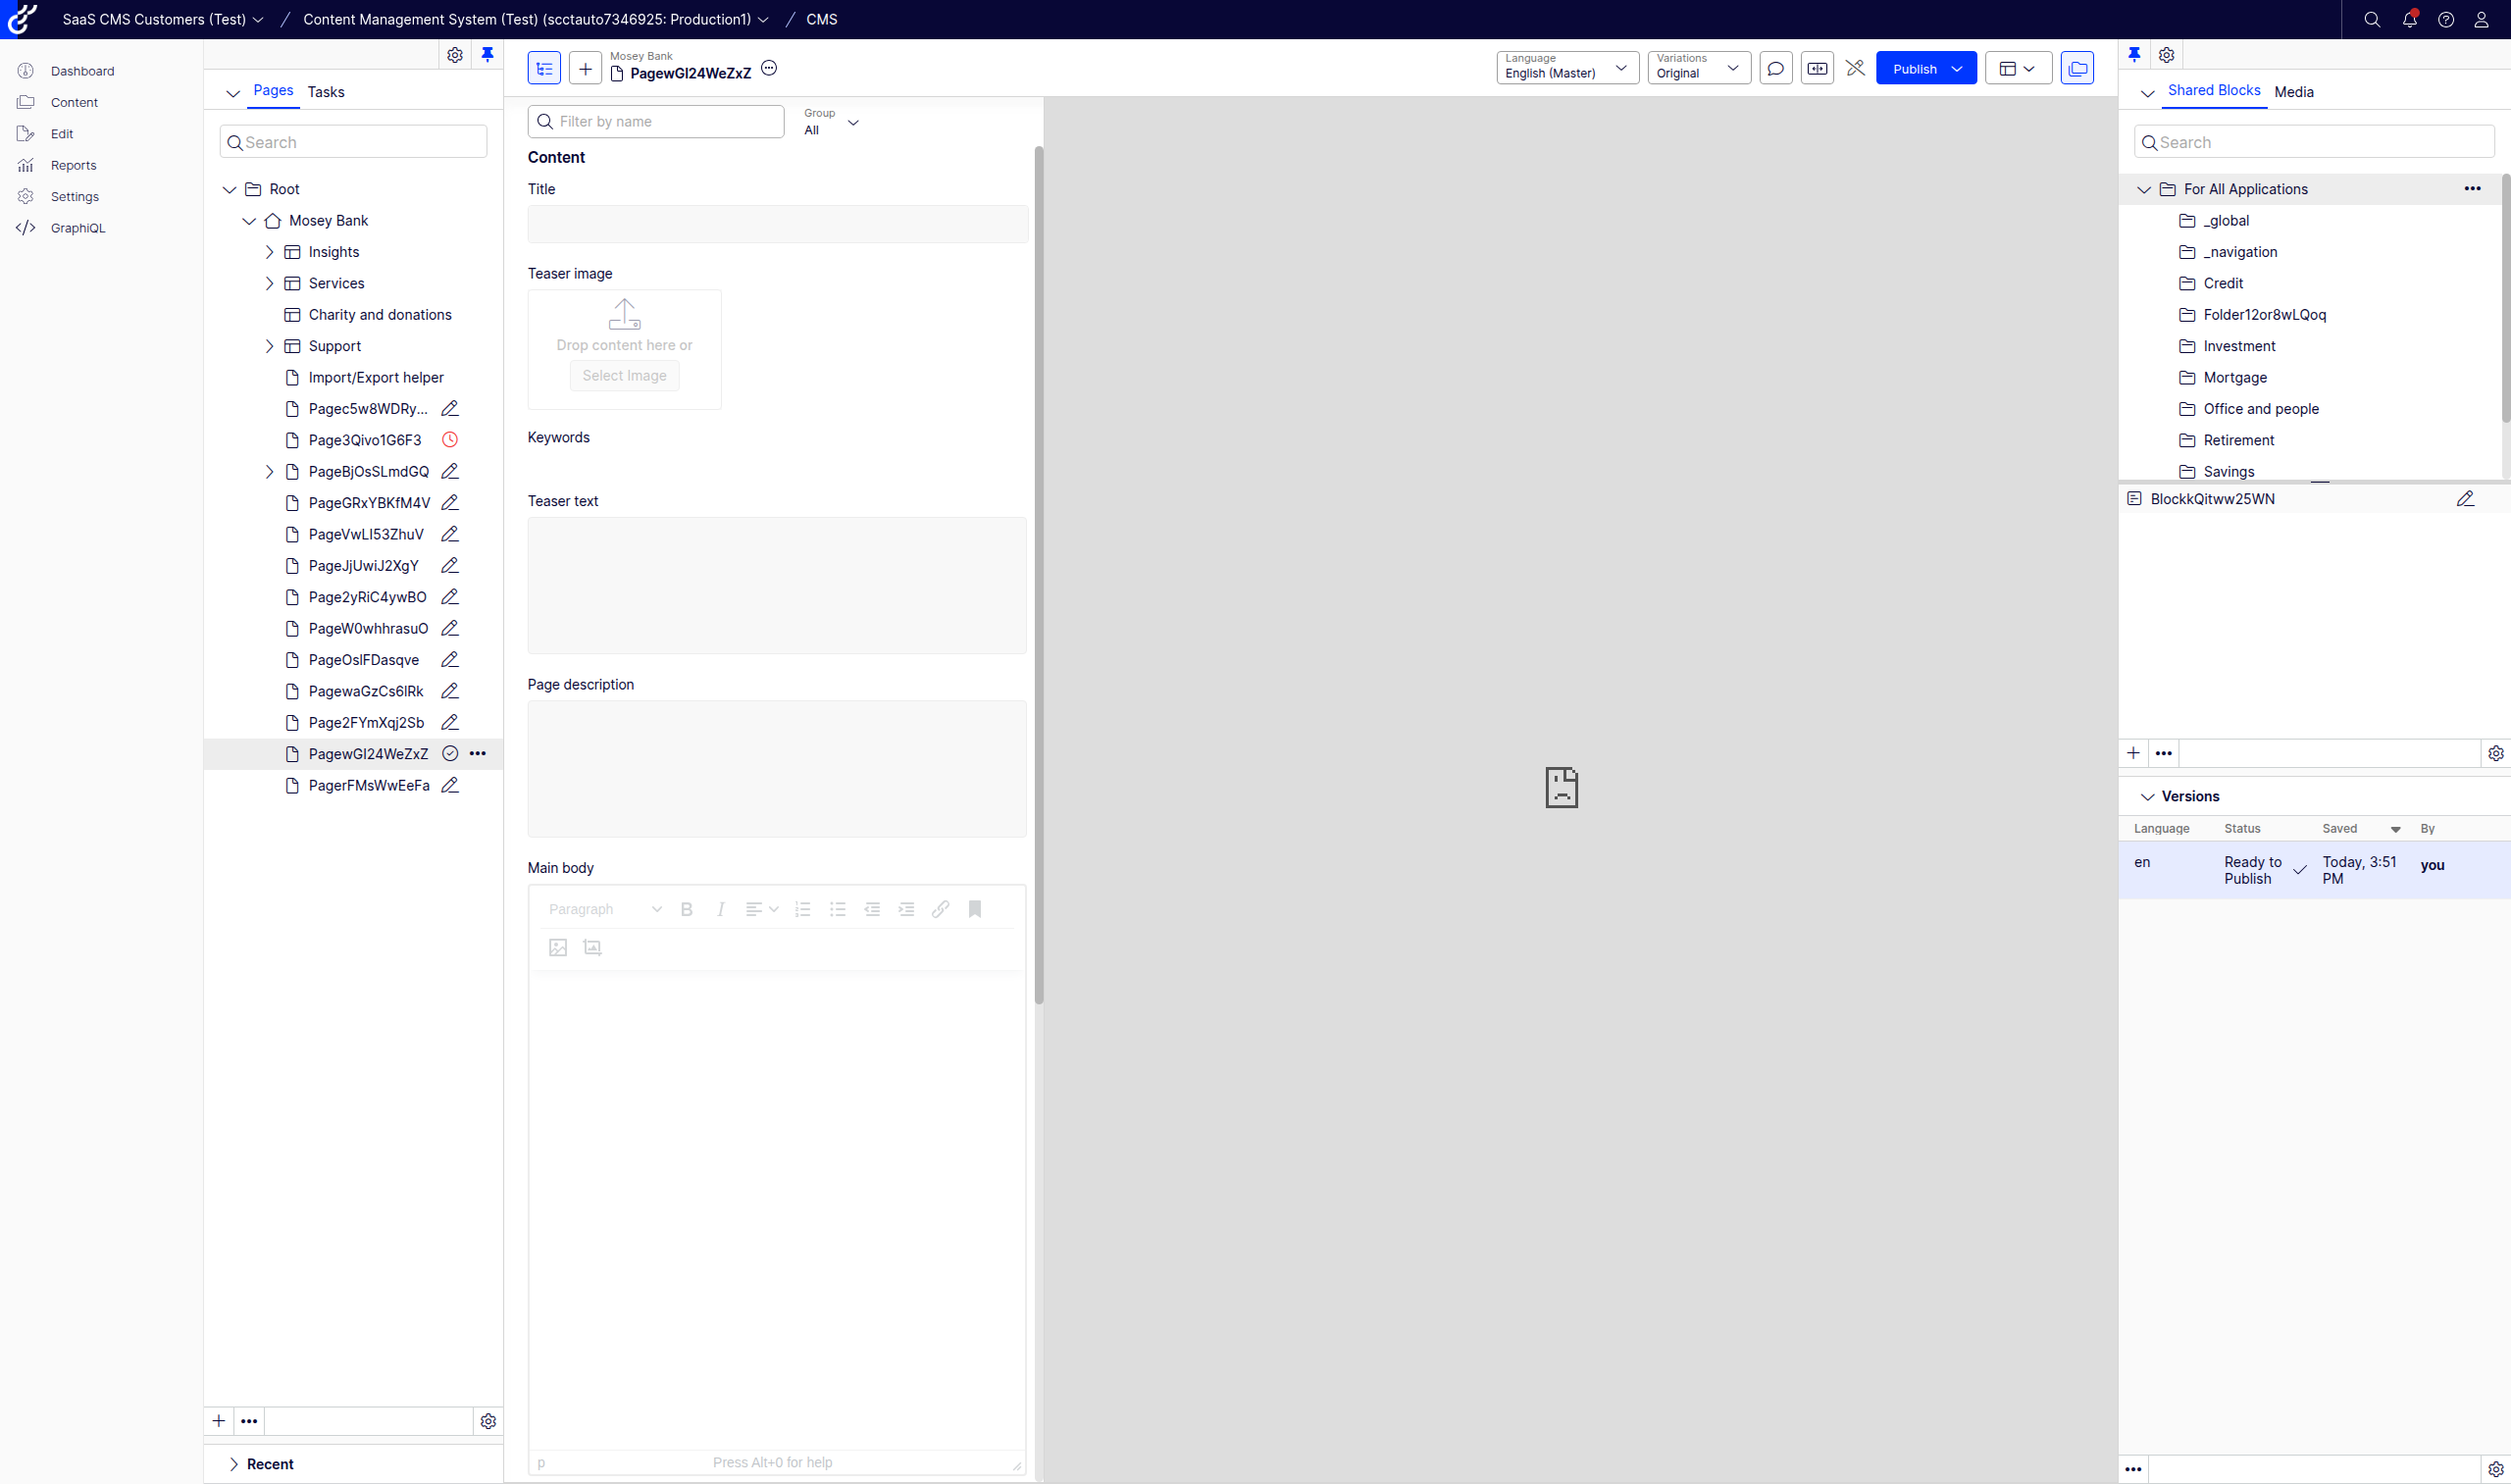 SaaS CMS Customers (Test) / Content Management System (Test) (scctauto7346925: Production1) / CMS
Dashboard
Content
Edit
Reports
Settings
GraphiQL
Pages Tasks
Search
Root
Mosey Bank
Insights
Services
Charity and donations
Support
Import/Export helper
Pagec5w8WDRy...
Page3Qivo1G6F3
PageBjOsSLmdGQ
PageGRxYBKfM4V
PageVwLI53ZhuV
PageJjUwiJ2XgY
Page2yRiC4ywBO
PageW0whhrasuO
PageOsIFDasqve
PagewaGzCs6IRk
Page2FYmXqj2Sb
PagewGI24WeZxZ
PagerFMsWwEeFa
Recent
Mosey Bank
PagewGI24WeZxZ
Language
English (Master)
Variations
Original
Publish
Filter by name
Group
All
Content
Title
Teaser image
Drop content here or
Select Image
Keywords
Teaser text
Page description
Main body
Paragraph
p
Press Alt+0 for help
Shared Blocks Media
Search
For All Applications
_global
_navigation
Credit
Folder12or8wLQoq
Investment
Mortgage
Office and people
Retirement
Savings
BlockkQitww25WN
Versions
Language Status Saved By
en Ready to Publish Today, 3:51 PM you